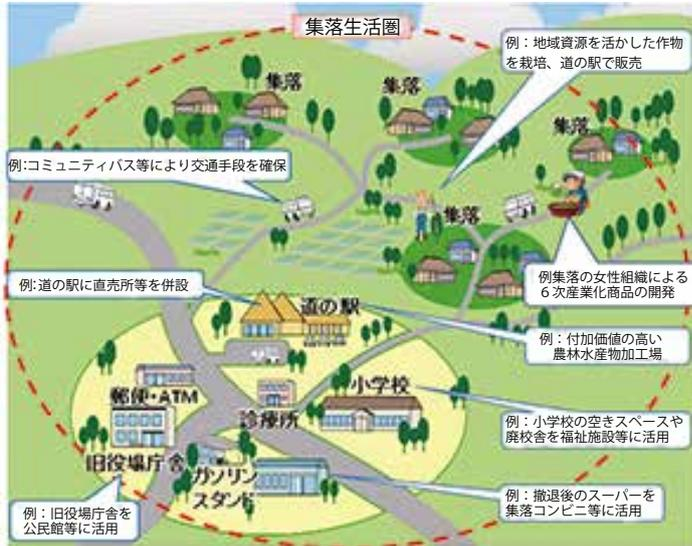 集落生活圏
例：地域資源を活かした作物
を栽培、道の駅で販売
集落
集落
集落
例:コミュニティバス等により交通手段を確保
集落
例集落の女性組織による
６次産業化商品の開発
例:道の駅に直売所等を併設
道の駅
例：付加価値の高い
農林水産物加工場
郵便・ATM
診療所
小学校
例：小学校の空きスペースや
廃校舎を福祉施設等に活用
旧役場庁舎
ガソリン
スタンド
例：旧役場庁舎を
公民館等に活用
例：撤退後のスーパーを
集落コンビニ等に活用